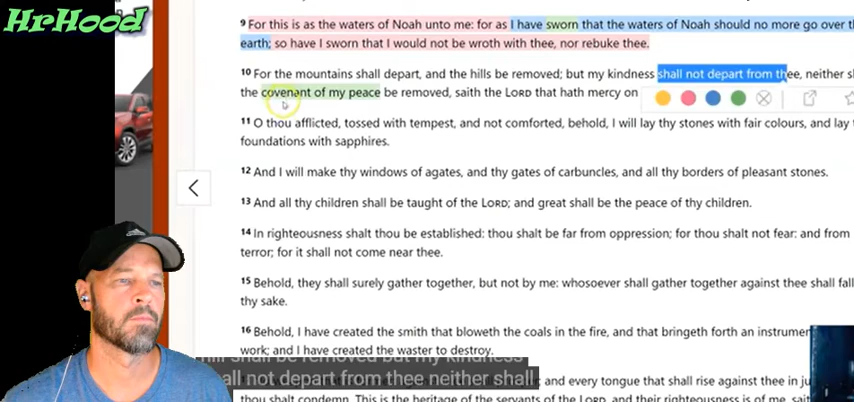 HrHood
9 For this is as the waters of Noah unto me: for as I have sworn that the waters of Noah should no more go over
earth; so have I sworn that I would not be wroth with thee, nor rebuke thee.
10 For the mountains shall depart, and the hills be removed; but my kindness shall not depart from thee, neither
the covenant of my peace be removed, saith the LORD that hath mercy on
11 O thou afflicted, tossed with tempest, and not comforted, behold, I will lay thy stones with fair colours, and lay
foundations with sapphires.
12 And I will make thy windows of agates, and thy gates of carbuncles, and all thy borders of pleasant stones.
13 And all thy children shall be taught of the LORD; and great shall be the peace of thy children.
14 In righteousness shalt thou be established: thou shalt be far from oppression; for thou shalt not fear: and from
terror; for it shall not come near thee.
15 Behold, they shall surely gather together, but not by me: whosoever shall gather together against thee shall fall
thy sake.
16 Behold, I have created the smith that bloweth the coals in the fire, and that bringeth forth an
work; and I have created the waster to destroy.
hill shall be removed but my kindness
all not depart from thee neither shall
and every tongue that shall rise against thee in
thou shalt condemn. This is the heritage of the servants of the LORD, and their righteousness is of me,